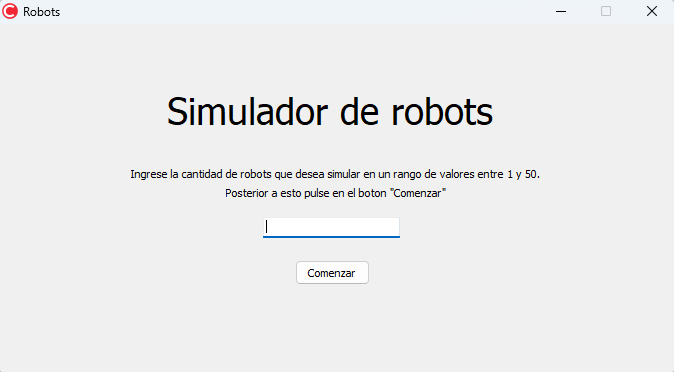 Robots
Simulador de robots
Ingrese la cantidad de robots que desea simular en un rango de valores entre 1 y 50.
Posterior a esto pulse en el boton "Comenzar"
Comenzar